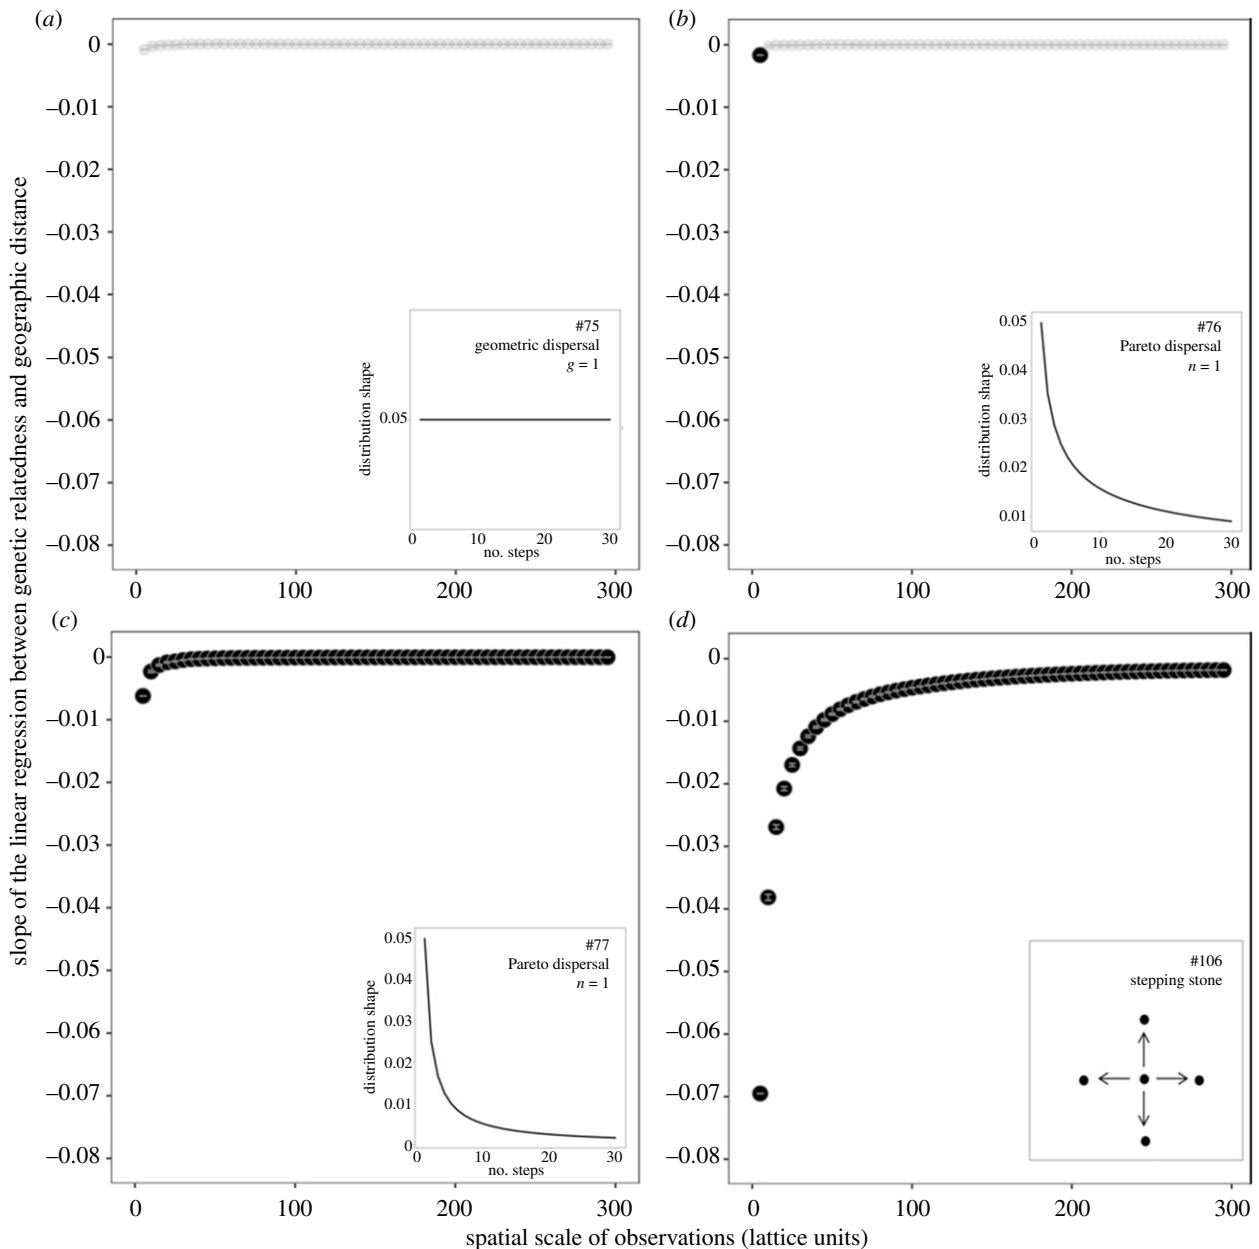 slope of the linear regression between genetic relatedness and geographic distance
(a)
0
–0.01
–0.02
–0.03
–0.04
–0.05
–0.06
–0.07
–0.08
0 100 200 300
#75
geometric dispersal
g = 1
distribution shape
0.05
0 10 20 30
no. steps
(b)
0
–0.01
–0.02
–0.03
–0.04
–0.05
–0.06
–0.07
–0.08
0 100 200 300
#76
Pareto dispersal
n = 1
distribution shape
0.05
0.04
0.03
0.02
0.01
0 10 20 30
no. steps
(c)
0
–0.01
–0.02
–0.03
–0.04
–0.05
–0.06
–0.07
–0.08
0 100 200 300
#77
Pareto dispersal
n = 1
distribution shape
0.05
0.04
0.03
0.02
0.01
0
0 10 20 30
no. steps
(d)
0
–0.01
–0.02
–0.03
–0.04
–0.05
–0.06
–0.07
–0.08
0 100 200 300
#106
stepping stone
spatial scale of observations (lattice units)